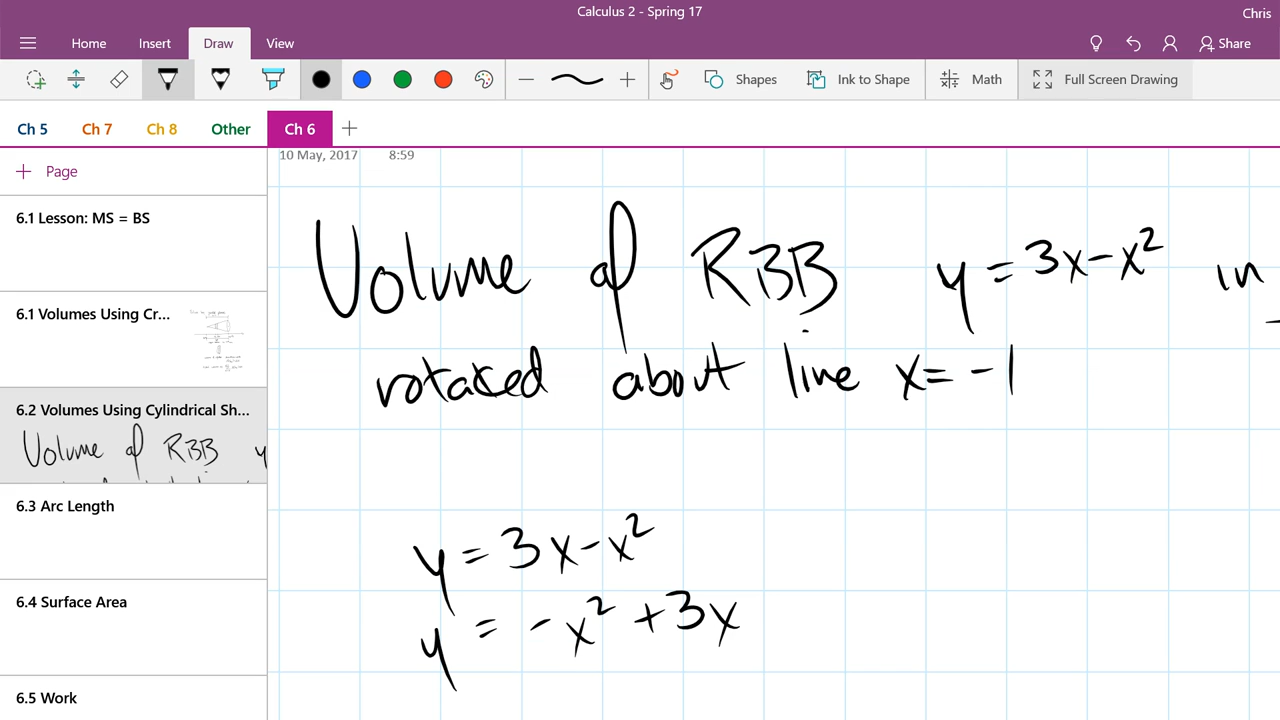 Calculus 2 - Spring 17
Chris
Home Insert Draw View Share
Shapes Ink to Shape Math Full Screen Drawing
Ch 5 Ch 7 Ch 8 Other Ch 6
10 May, 2017 8:59
Page
6.1 Lesson: MS = BS
6.1 Volumes Using Cr...
6.2 Volumes Using Cylindrical Sh...
Volume of RBB y
6.3 Arc Length
6.4 Surface Area
6.5 Work
Volume of RBB y = 3x-x² in
rotated about line x= -1
y = 3x-x²
y = -x² +3x